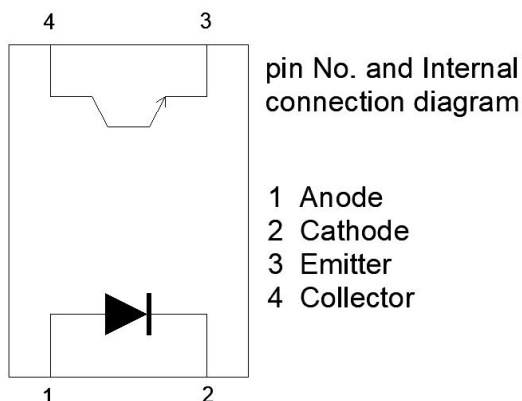 4 3
pin No. and Internal
connection diagram
1 Anode
2 Cathode
3 Emitter
4 Collector
1 2